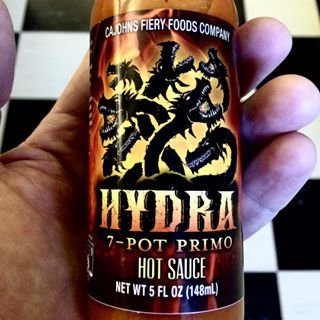 CAJOHNS FIERY FOODS COMPANY
HYDRA
7-POT PRIMO
HOT SAUCE
NET WT 5 FL OZ (148mL)